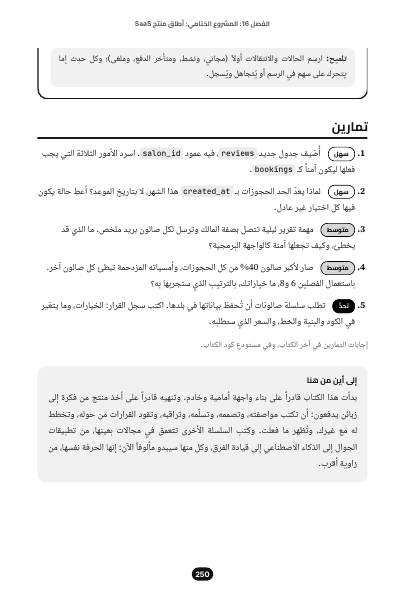 الفصل 16: المشروع الختامي: أطلق منتج SaaS
تلميح: ارسم الحالات والانتقالات أولاً (مجاني، ونشط، ومتأخر الدفع، وملغى)؛ وكل حدث إما
يتحرك على سهم في الرسم أو يُتجاهل ويُسجل.
تمارين
1. سهل أُضيف جدول جديد reviews، فيه عمود salon_id. اسرد الأمور الثلاثة التي يجب
فعلها ليكون آمناً كـ bookings.
2. سهل لماذا يعدّ الحد الحجوزات بـ created_at هذا الشهر، لا بتاريخ الموعد؟ أعطِ حالة يكون
فيها كل اختيار غير عادل.
3. متوسط مهمة تقرير ليلية تتصل بصفة المالك وترسل لكل صالون بريد ملخص. ما الذي قد
يخطئ، وكيف تجعلها آمنة كالواجهة البرمجية؟
4. متوسط صار لأكبر صالون 40% من كل الحجوزات، وأمسياته المزدحمة تبطئ كل صالون آخر.
باستعمال الفصلين 6 و8، ما خياراتك، بالترتيب الذي ستجربها به؟
5. تحدٍّ تطلب سلسلة صالونات أن تُحفظ بياناتها في بلدها. اكتب سجل القرار: الخيارات، وما يتغير
في الكود والبنية والخطط، والسعر الذي ستطلبه.
إجابات التمارين في آخر الكتاب، وفي مستودع كود الكتاب.
إلى أين من هنا
بدأت هذا الكتاب قادراً على بناء واجهة أمامية وخادم. وتنهيه قادراً على أخذ منتج من فكرة إلى
زبائن يدفعون: أن تكتب مواصفته، وتصممه، وتسلّمه، وتراقبه، وتقود القرارات من حوله، وتخطط
له مع غيرك، وتُظهر ما فعلت. وكتب السلسلة الأخرى تتعمق في مجالات بعينها، من تطبيقات
الجوال إلى الذكاء الاصطناعي إلى قيادة الفرق، وكل منها سيبدو مألوفاً الآن: إنها الحرفة نفسها، من
زاوية أقرب.
250